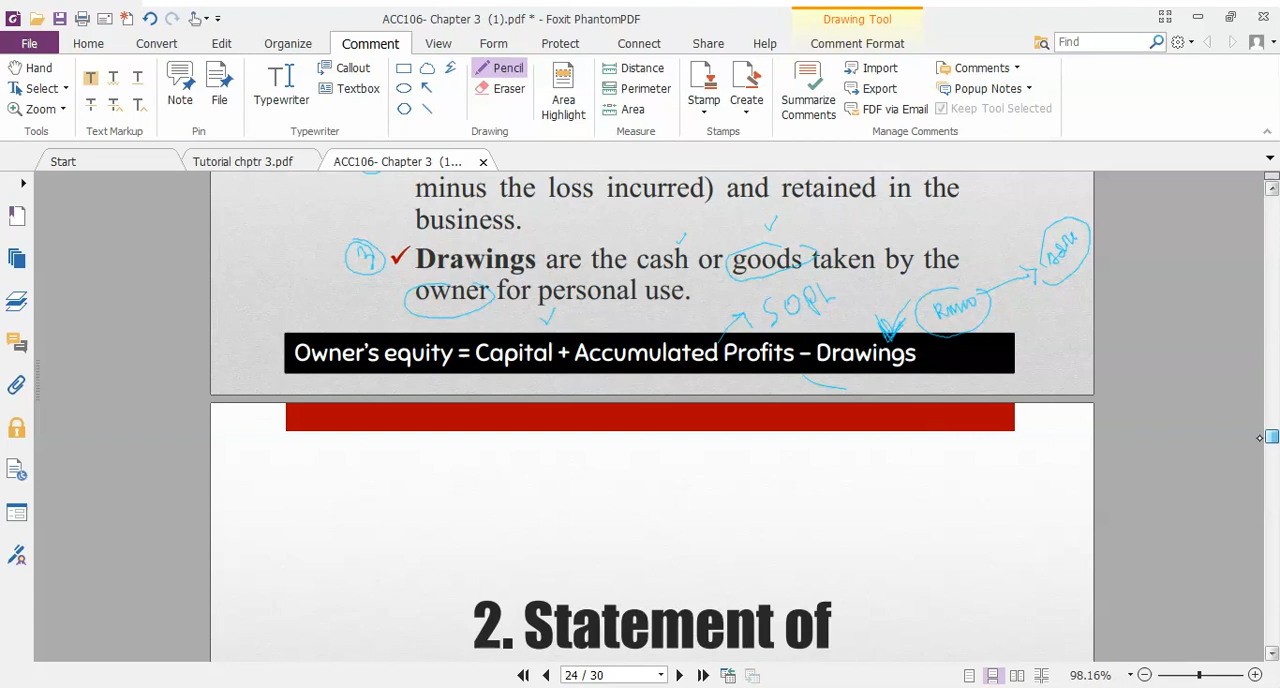 ACC106- Chapter 3 (1).pdf * - Foxit PhantomPDF
Drawing Tool
File Home Convert Edit Organize Comment View Form Protect Connect Share Help Comment Format Find
Hand
Select
Zoom
Tools
Text Markup
Note
File
Pin
Typewriter
Callout
Textbox
Typewriter
Pencil
Eraser
Drawing
Area
Highlight
Distance
Perimeter
Area
Measure
Stamp
Create
Stamps
Summarize
Comments
Import
Export
FDF via Email
Comments
Popup Notes
Keep Tool Selected
Manage Comments
Start Tutorial chptr 3.pdf ACC106- Chapter 3 (1...
minus the loss incurred) and retained in the
business.
3 Drawings are the cash or goods taken by the
owner for personal use.
SOPL
Owner's equity = Capital + Accumulated Profits – Drawings
2. Statement of
24 / 30
98.16%